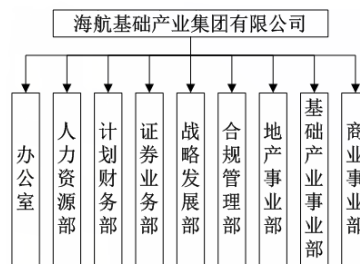 海航基础产业集团有限公司
办公室
人力资源部
计划财务部
证券业务部
战略发展部
合规管理部
地产事业部
基础产业事业部
商业事业部